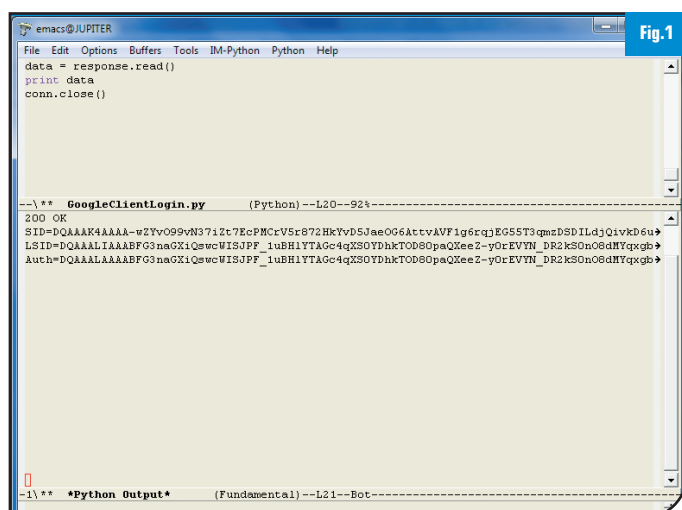 emacs@JUPITER
Fig.1
File Edit Options Buffers Tools IM-Python Python Help
data = response.read()
print data
conn.close()
--\** GoogleClientLogin.py (Python)--L20--92%--------------------------------------
200 OK
SID=DQAAAK4AAAA-wZYvO99vN37iZt7EcPMCrV5r872HkYvD5JaeOG6AttvAVF1g6rqjEG55T3qmzDSDILdjQivkD6u
LSID=DQAAALIAAABFG3naGXiQswcWISJPF_1uBH1YTAGc4qXSOYDhkTOD8OpaQXeeZ-yOrEVYN_DR2kSOnO8dMYqxgb
Auth=DQAAALAAAABFG3naGXiQswcWISJPF_1uBH1YTAGc4qXSOYDhkTOD8OpaQXeeZ-yOrEVYN_DR2kSOnO8dMYqxgb
-1\** *Python Output* (Fundamental)--L21--Bot--------------------------------------